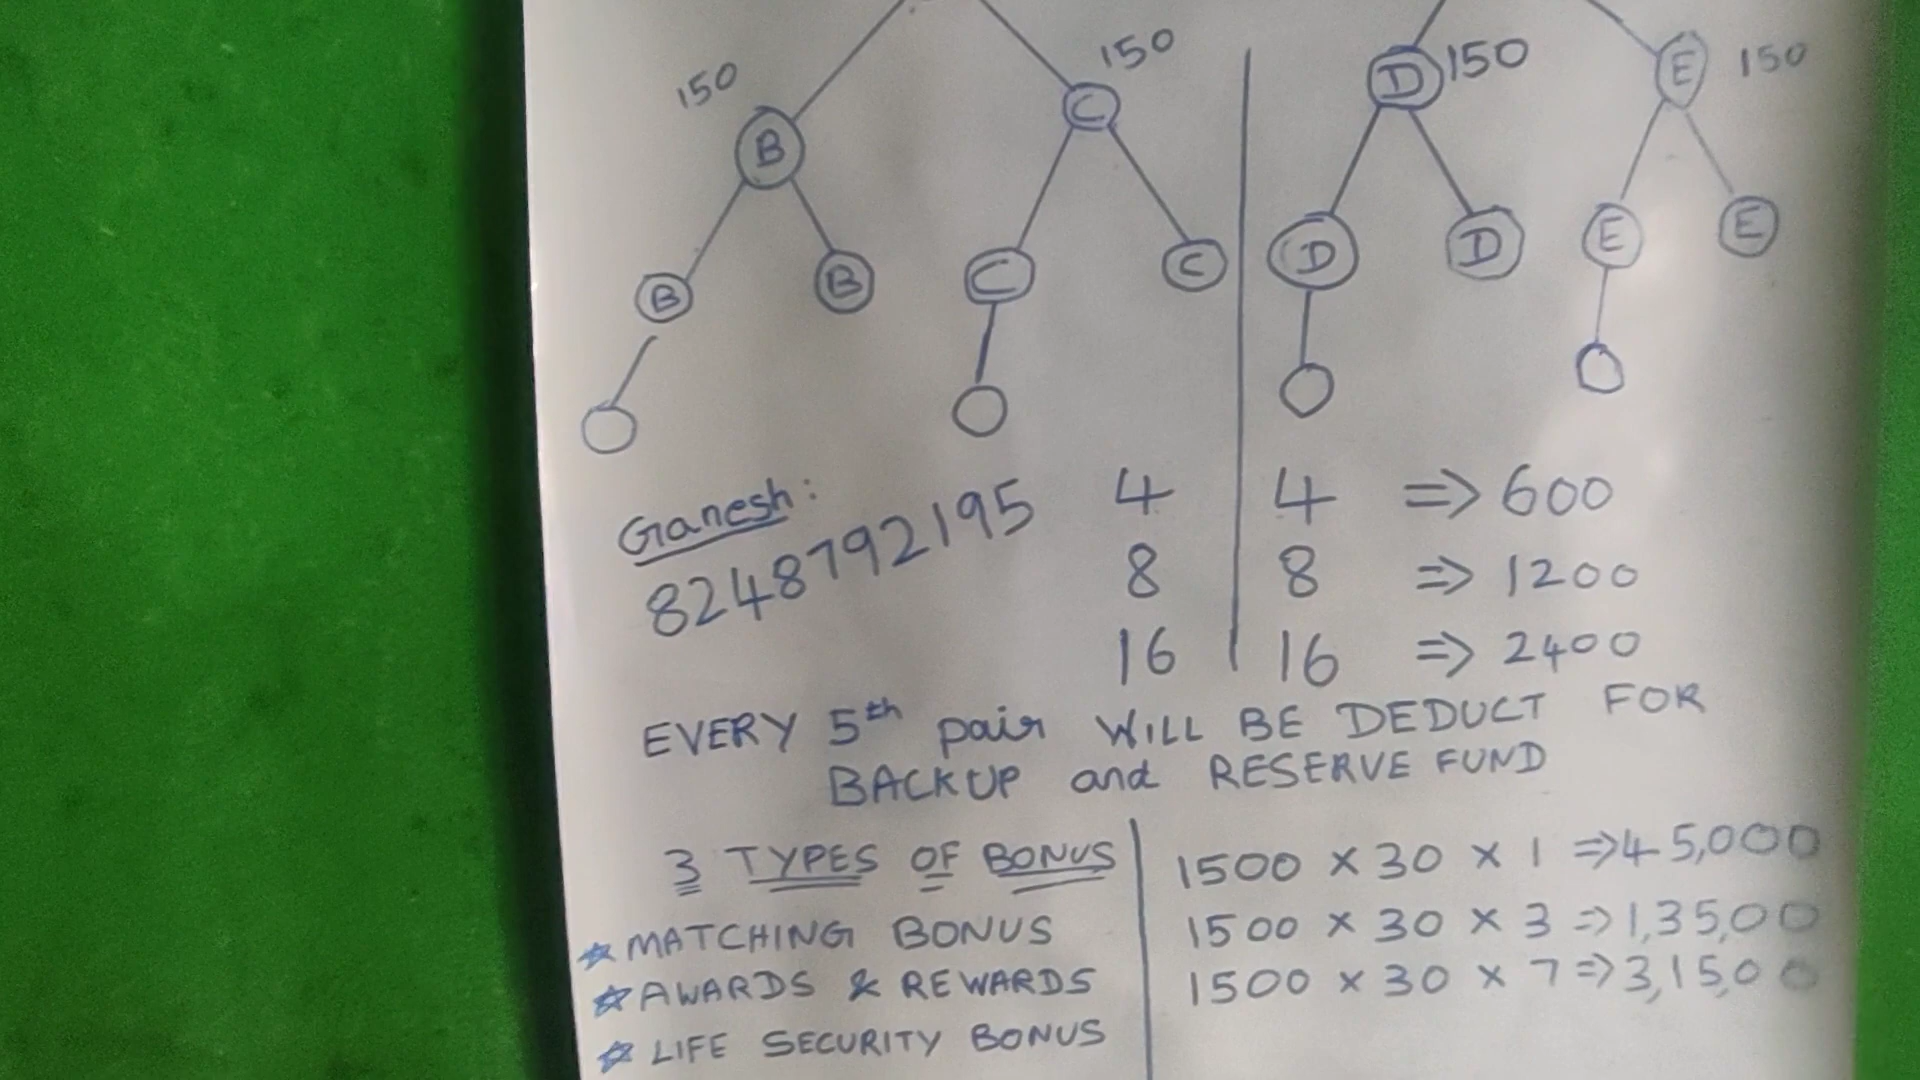 150 150 150 150
B C D E
B B C C D D E E
Ganesh:
8248792195
4 4 => 600
8 8 => 1200
16 16 => 2400
EVERY 5th pair WILL BE DEDUCT FOR
BACKUP and RESERVE FUND
3 TYPES OF BONUS
MATCHING BONUS
AWARDS & REWARDS
LIFE SECURITY BONUS
1500 x 30 x 1 => 45,000
1500 x 30 x 3 => 1,35,00
1500 x 30 x 7 => 3,15,00